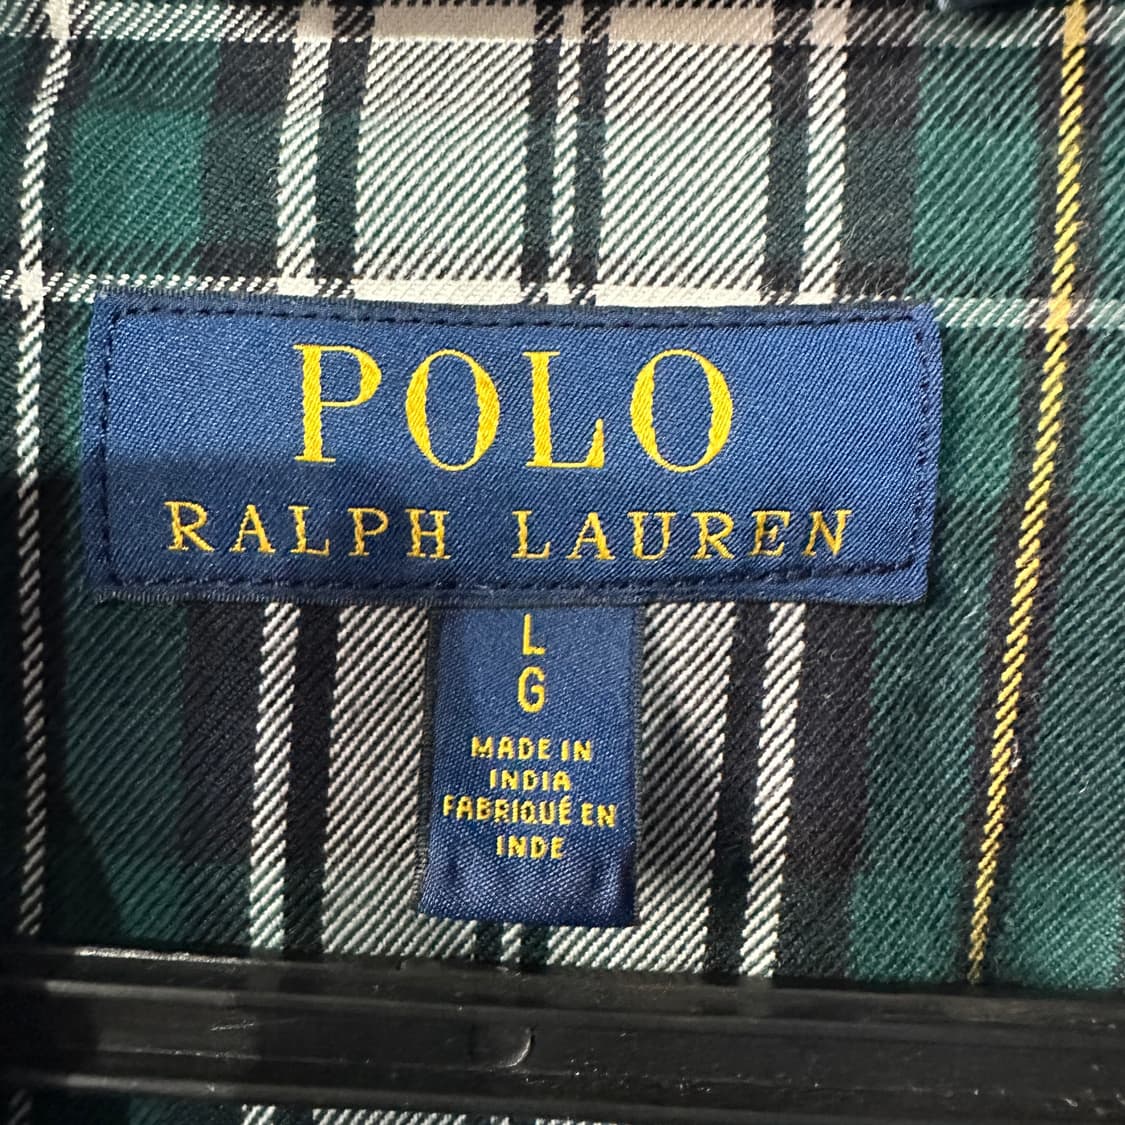 POLO
RALPH LAUREN
L
G
MADE IN
INDIA
FABRIQUÉ EN
INDE